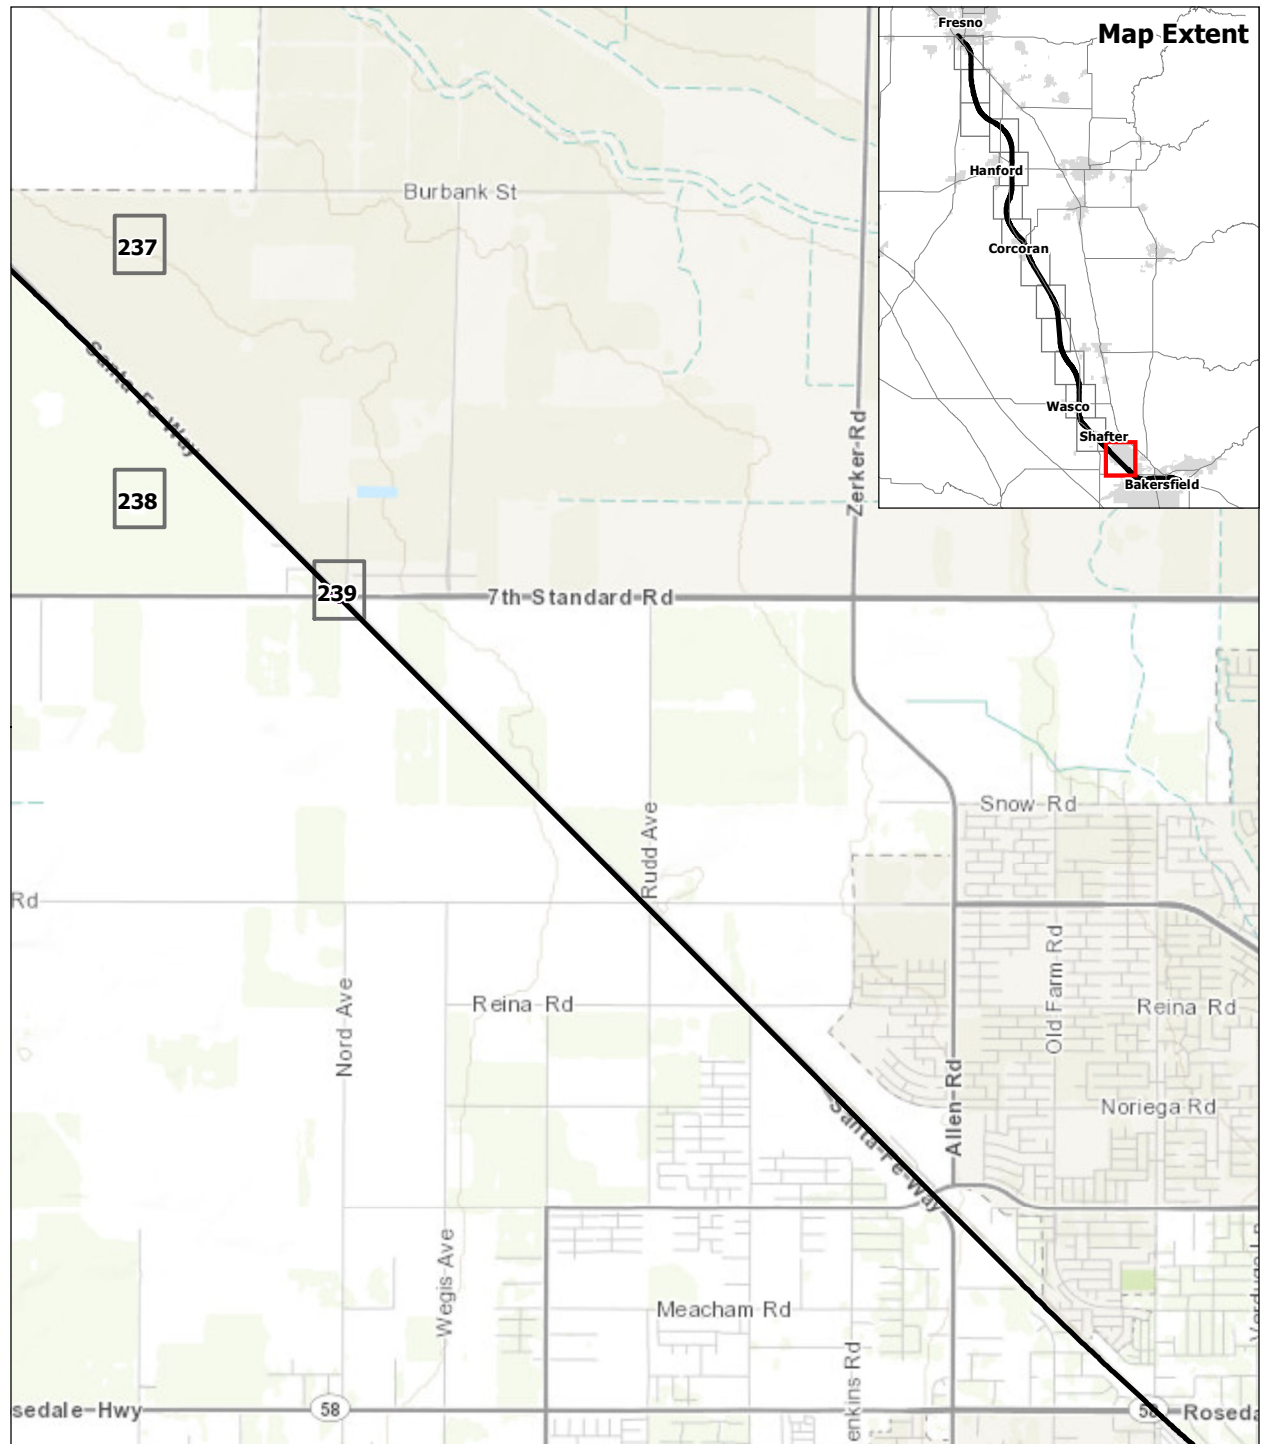 Fresno
Map Extent
Hanford
Corcoran
Wasco
Shafter
Bakersfield
Burbank St
237
Santa Fe Way
238
Zerker Rd
239
7th Standard Rd
Snow Rd
Rudd Ave
Rd
Old Farm Rd
Nord Ave
Reina Rd
Reina Rd
Allen Rd
Noriega Rd
Santa Fe Way
Wegis Ave
Meacham Rd
enkins Rd
sedale Hwy
58
58
Roseda